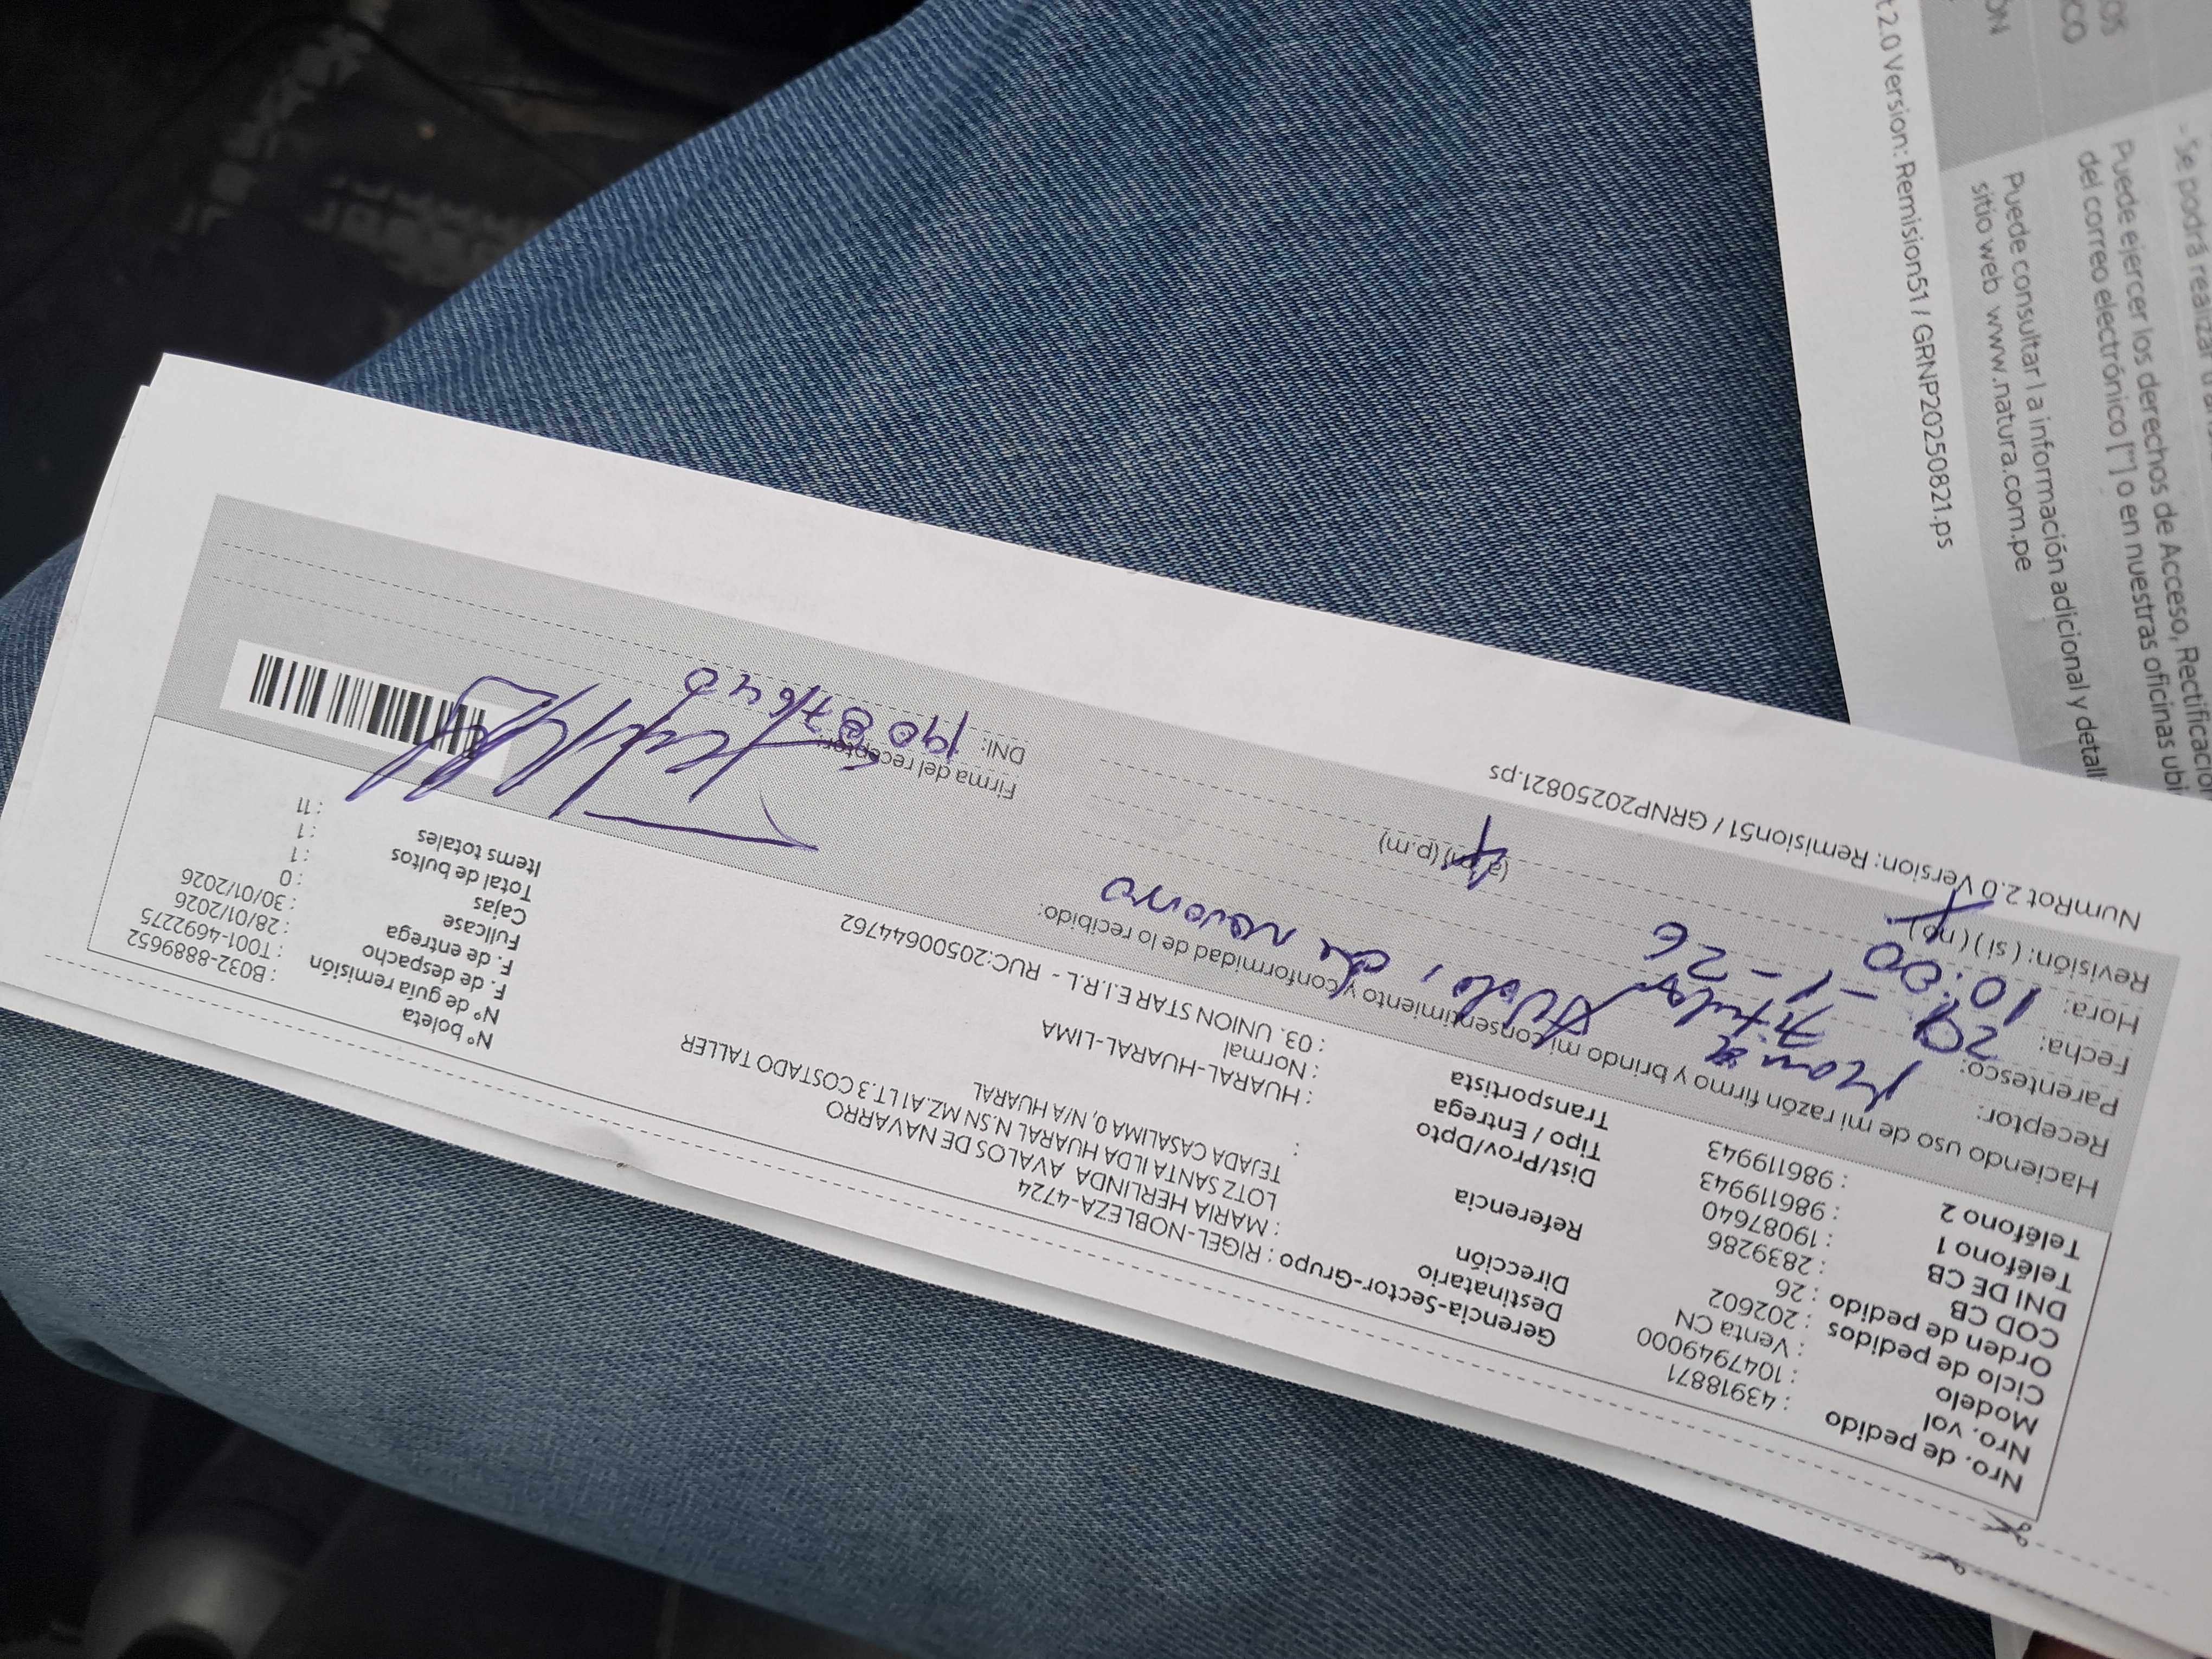 Nro. de pedido : 43918871
Nro. vol : 1047949000
Modelo : Venta CN
Ciclo de pedidos : 202602
Orden de pedido : 26
COD CB : 2839286
DNI DE CB : 19087640
Teléfono 1 : 986119943
Teléfono 2 : 986119943
Gerencia-Sector-Grupo : RIGEL-NOBLEZA-4724
Destinatario : MARIA HERLINDA AVALOS DE NAVARRO
Dirección LOTZ SANTA ILDA HUARAL N.SN MZ.A1 LT.3 COSTADO TALLER
TEJADA CASALIMA 0, N/A HUARAL
Referencia :
Dist/Prov/Dpto : HUARAL-HUARAL-LIMA
Tipo / Entrega : Normal
Transportista : 03. UNION STAR E.I.R.L. - RUC:20500644762
N° boleta : B032-8889652
N° de guía remisión : T001-4692275
F. de despacho : 28/01/2026
F. de entrega : 30/01/2026
Fullcase : 0
Cajas : 1
Total de bultos : 1
Items totales : 11
Haciendo uso de mi razón firmo y brindo mi consentimiento y conformidad de lo recibido:
Receptor: Maria Avalos de navarro
Parentesco: Titular
Fecha: 29-1-26
Hora: 10:00 (a.m) (p.m)
Revisión: (si) (no)
Firma del receptor:
DNI: 19087640
NumRot 2.0 Version: Remision51 / GRNP20250821.ps
t 2.0 Version: Remision51 / GRNP20250821.ps
Puede consultar l a información adicional y detall
sitio web www.natura.com.pe
Puede ejercer los derechos de Acceso, Rectificación
del correo electrónico [*] o en nuestras oficinas ubi
- Se podrá realizar
ÓN
CO
OS